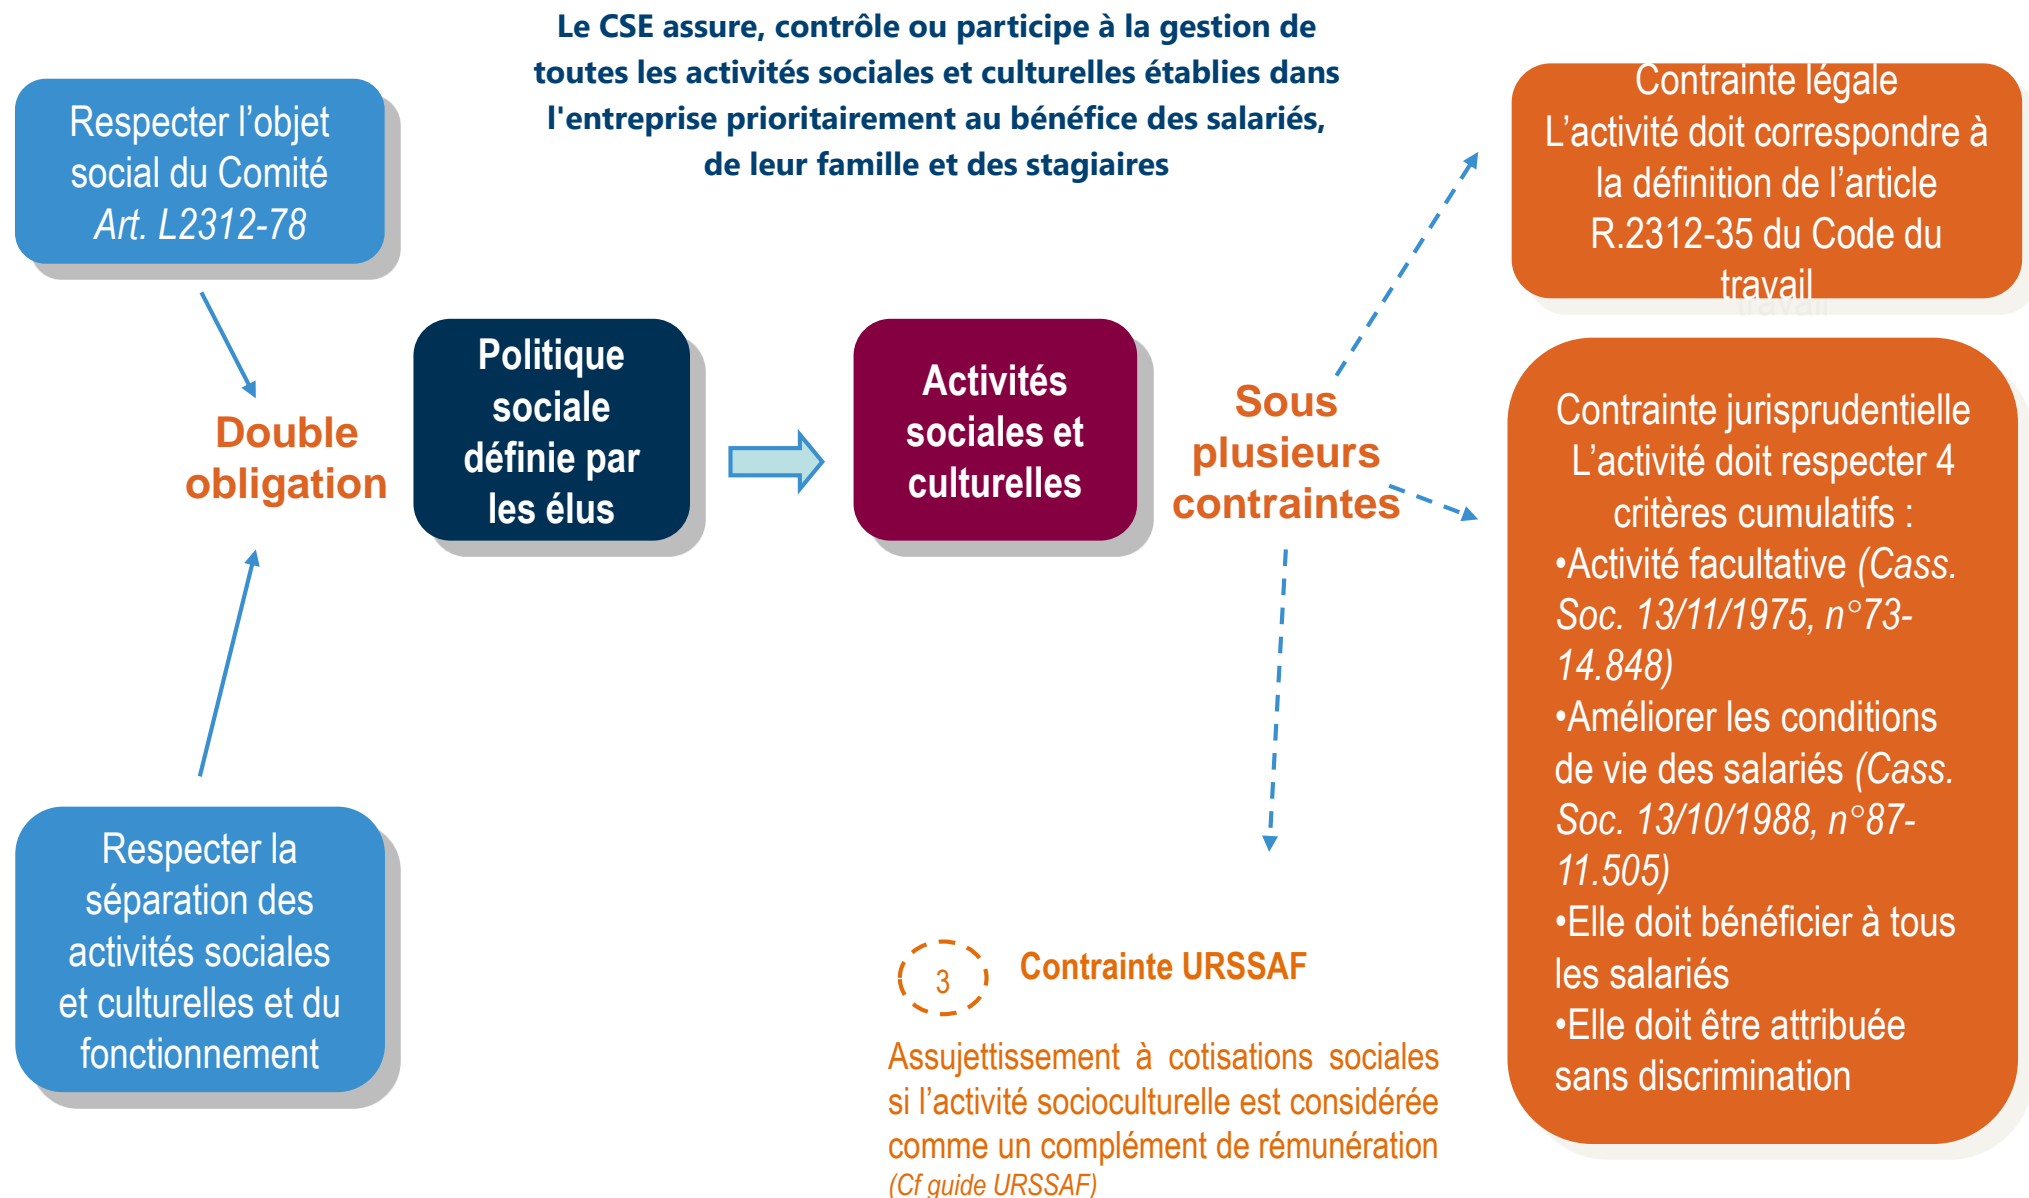 Le CSE assure, contrôle ou participe à la gestion de
toutes les activités sociales et culturelles établies dans
l'entreprise prioritairement au bénéfice des salariés,
de leur famille et des stagiaires
Respecter l’objet
social du Comité
Art. L2312-78
Double
obligation
Respecter la
séparation des
activités sociales
et culturelles et du
fonctionnement
Politique
sociale
définie par
les élus
Activités
sociales et
culturelles
Sous
plusieurs
contraintes
Contrainte légale
L’activité doit correspondre à
la définition de l’article
R.2312-35 du Code du
travail
Contrainte jurisprudentielle
L’activité doit respecter 4
critères cumulatifs :
•Activité facultative (Cass.
Soc. 13/11/1975, n°73-
14.848)
•Améliorer les conditions
de vie des salariés (Cass.
Soc. 13/10/1988, n°87-
11.505)
•Elle doit bénéficier à tous
les salariés
•Elle doit être attribuée
sans discrimination
3
Contrainte URSSAF
Assujettissement à cotisations sociales
si l’activité socioculturelle est considérée
comme un complément de rémunération
(Cf guide URSSAF)